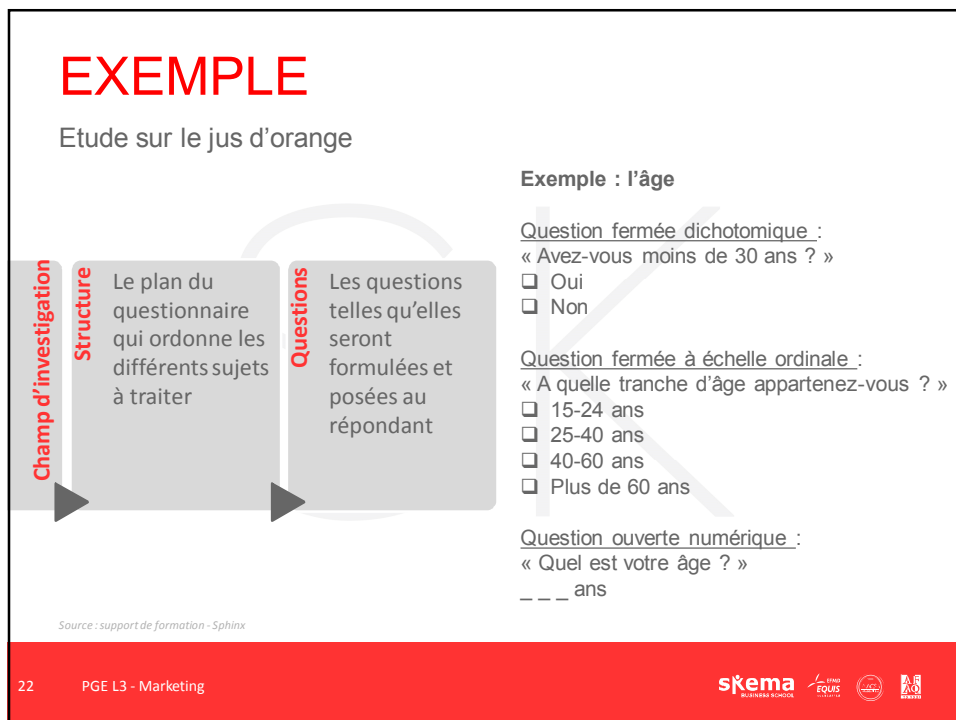 EXEMPLE
Etude sur le jus d'orange
Champ d'investigation
Structure
Le plan du
questionnaire
qui ordonne les
différents sujets
à traiter
Questions
Les questions
telles qu'elles
seront
formulées et
posées au
répondant
Exemple : l'âge
Question fermée dichotomique :
« Avez-vous moins de 30 ans ? »
❑ Oui
❑ Non
Question fermée à échelle ordinale :
« A quelle tranche d'âge appartenez-vous ? »
❑ 15-24 ans
❑ 25-40 ans
❑ 40-60 ans
❑ Plus de 60 ans
Question ouverte numérique :
« Quel est votre âge ? »
_ _ _ ans
Source : support de formation - Sphinx
22 PGE L3 - Marketing
skema
BUSINESS SCHOOL
EFMD
EQUIS